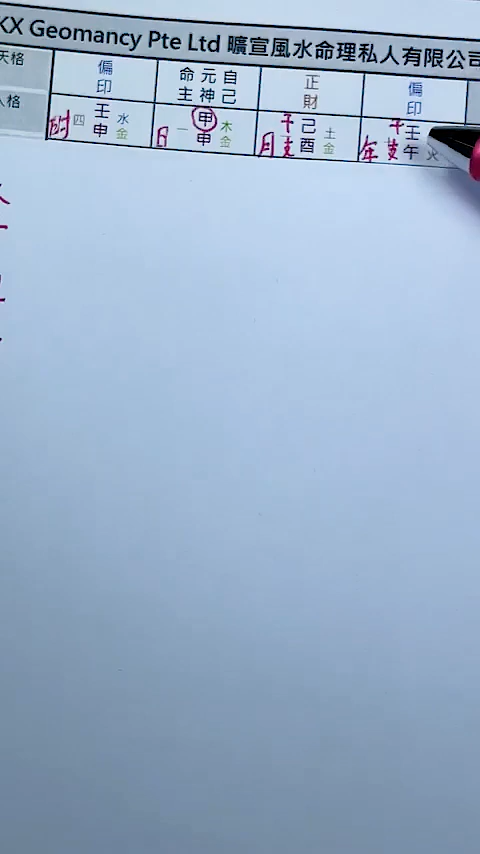 KX Geomancy Pte Ltd 曠宣風水命理私人有限公司
天格
偏印
命主 元神 自己
正財
偏印
人格
時 四 壬申 水金
日 一 甲申 木金
月 干支 己酉 土金
年 干支 壬午 火